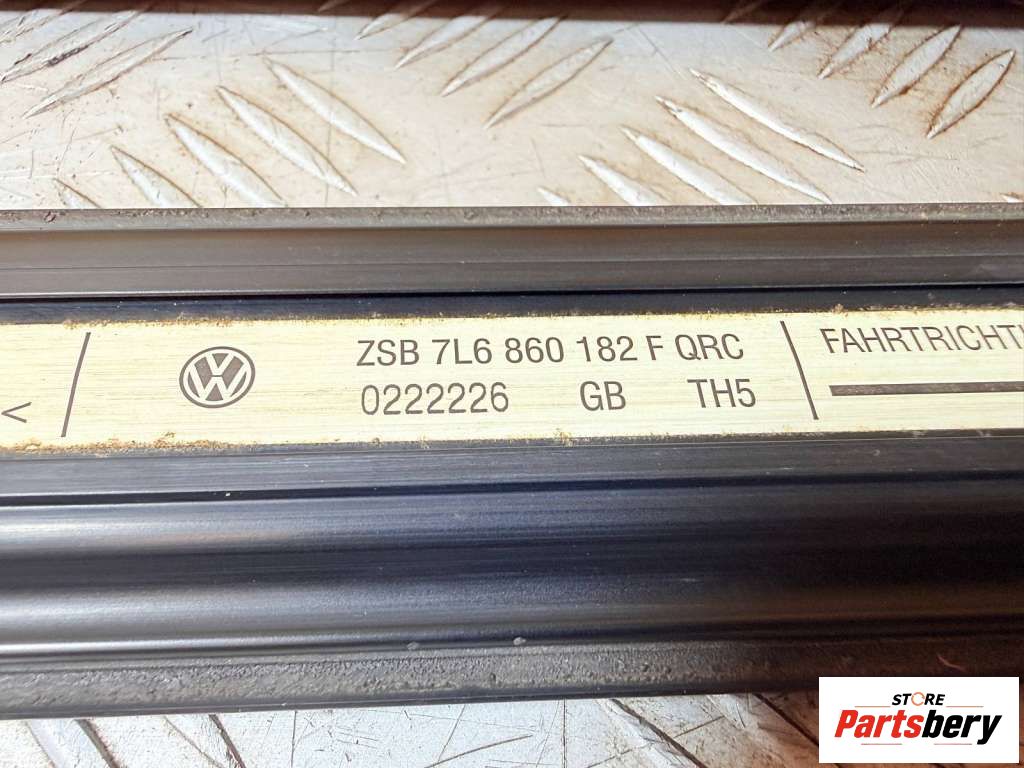 ZSB 7L6 860 182 F QRC
0222226 GB TH5
<
STORE
Partsbery